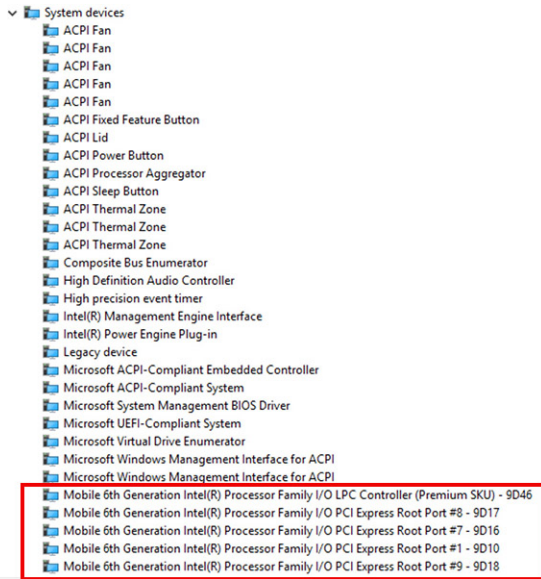 System devices
ACPI Fan
ACPI Fan
ACPI Fan
ACPI Fan
ACPI Fan
ACPI Fixed Feature Button
ACPI Lid
ACPI Power Button
ACPI Processor Aggregator
ACPI Sleep Button
ACPI Thermal Zone
ACPI Thermal Zone
ACPI Thermal Zone
Composite Bus Enumerator
High Definition Audio Controller
High precision event timer
Intel(R) Management Engine Interface
Intel(R) Power Engine Plug-in
Legacy device
Microsoft ACPI-Compliant Embedded Controller
Microsoft ACPI-Compliant System
Microsoft System Management BIOS Driver
Microsoft UEFI-Compliant System
Microsoft Virtual Drive Enumerator
Microsoft Windows Management Interface for ACPI
Microsoft Windows Management Interface for ACPI
Mobile 6th Generation Intel(R) Processor Family I/O LPC Controller (Premium SKU) - 9D46
Mobile 6th Generation Intel(R) Processor Family I/O PCI Express Root Port #8 - 9D17
Mobile 6th Generation Intel(R) Processor Family I/O PCI Express Root Port #7 - 9D16
Mobile 6th Generation Intel(R) Processor Family I/O PCI Express Root Port #1 - 9D10
Mobile 6th Generation Intel(R) Processor Family I/O PCI Express Root Port #9 - 9D18